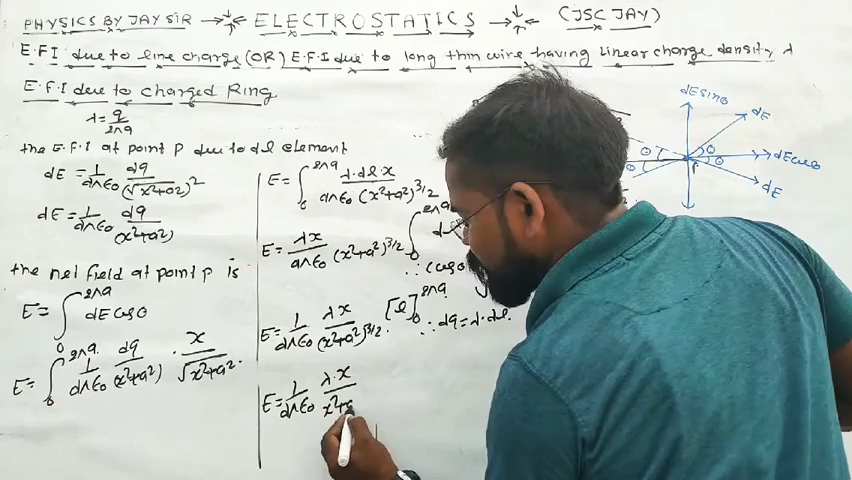 PHYSICS BY JAY SIR → ELECTROSTATICS → (JSC JAY)
E.F.I due to line charge (OR) E.F.I due to long thin wire having Linear charge density λ
E.F.I due to charged Ring
λ = q/2πa
the E.F.I at point P due to dl element
dE = 1/4πε₀ dq/(√x²+a²)²
dE = 1/4πε₀ dq/(x²+a²)
the net field at point p is
E = ∫₀^2πa dE cosθ
E = ∫₀^2πa 1/4πε₀ dq/(x²+a²) · x/√x²+a².
E = ∫₀^2πa λ·dl·x/4πε₀ (x²+a²)^3/2
E = λx/4πε₀ (x²+a²)^3/2 ∫₀^2πa
∴ (cosθ
E = 1/4πε₀ λx/(x²+a²)^3/2 · [l]₀^2πa
∴ dq = λ·dl.
E = 1/4πε₀ λ·x/x²+a
dE sinθ
dE
θ
θ
dE cosθ
θ
θ
P
dE